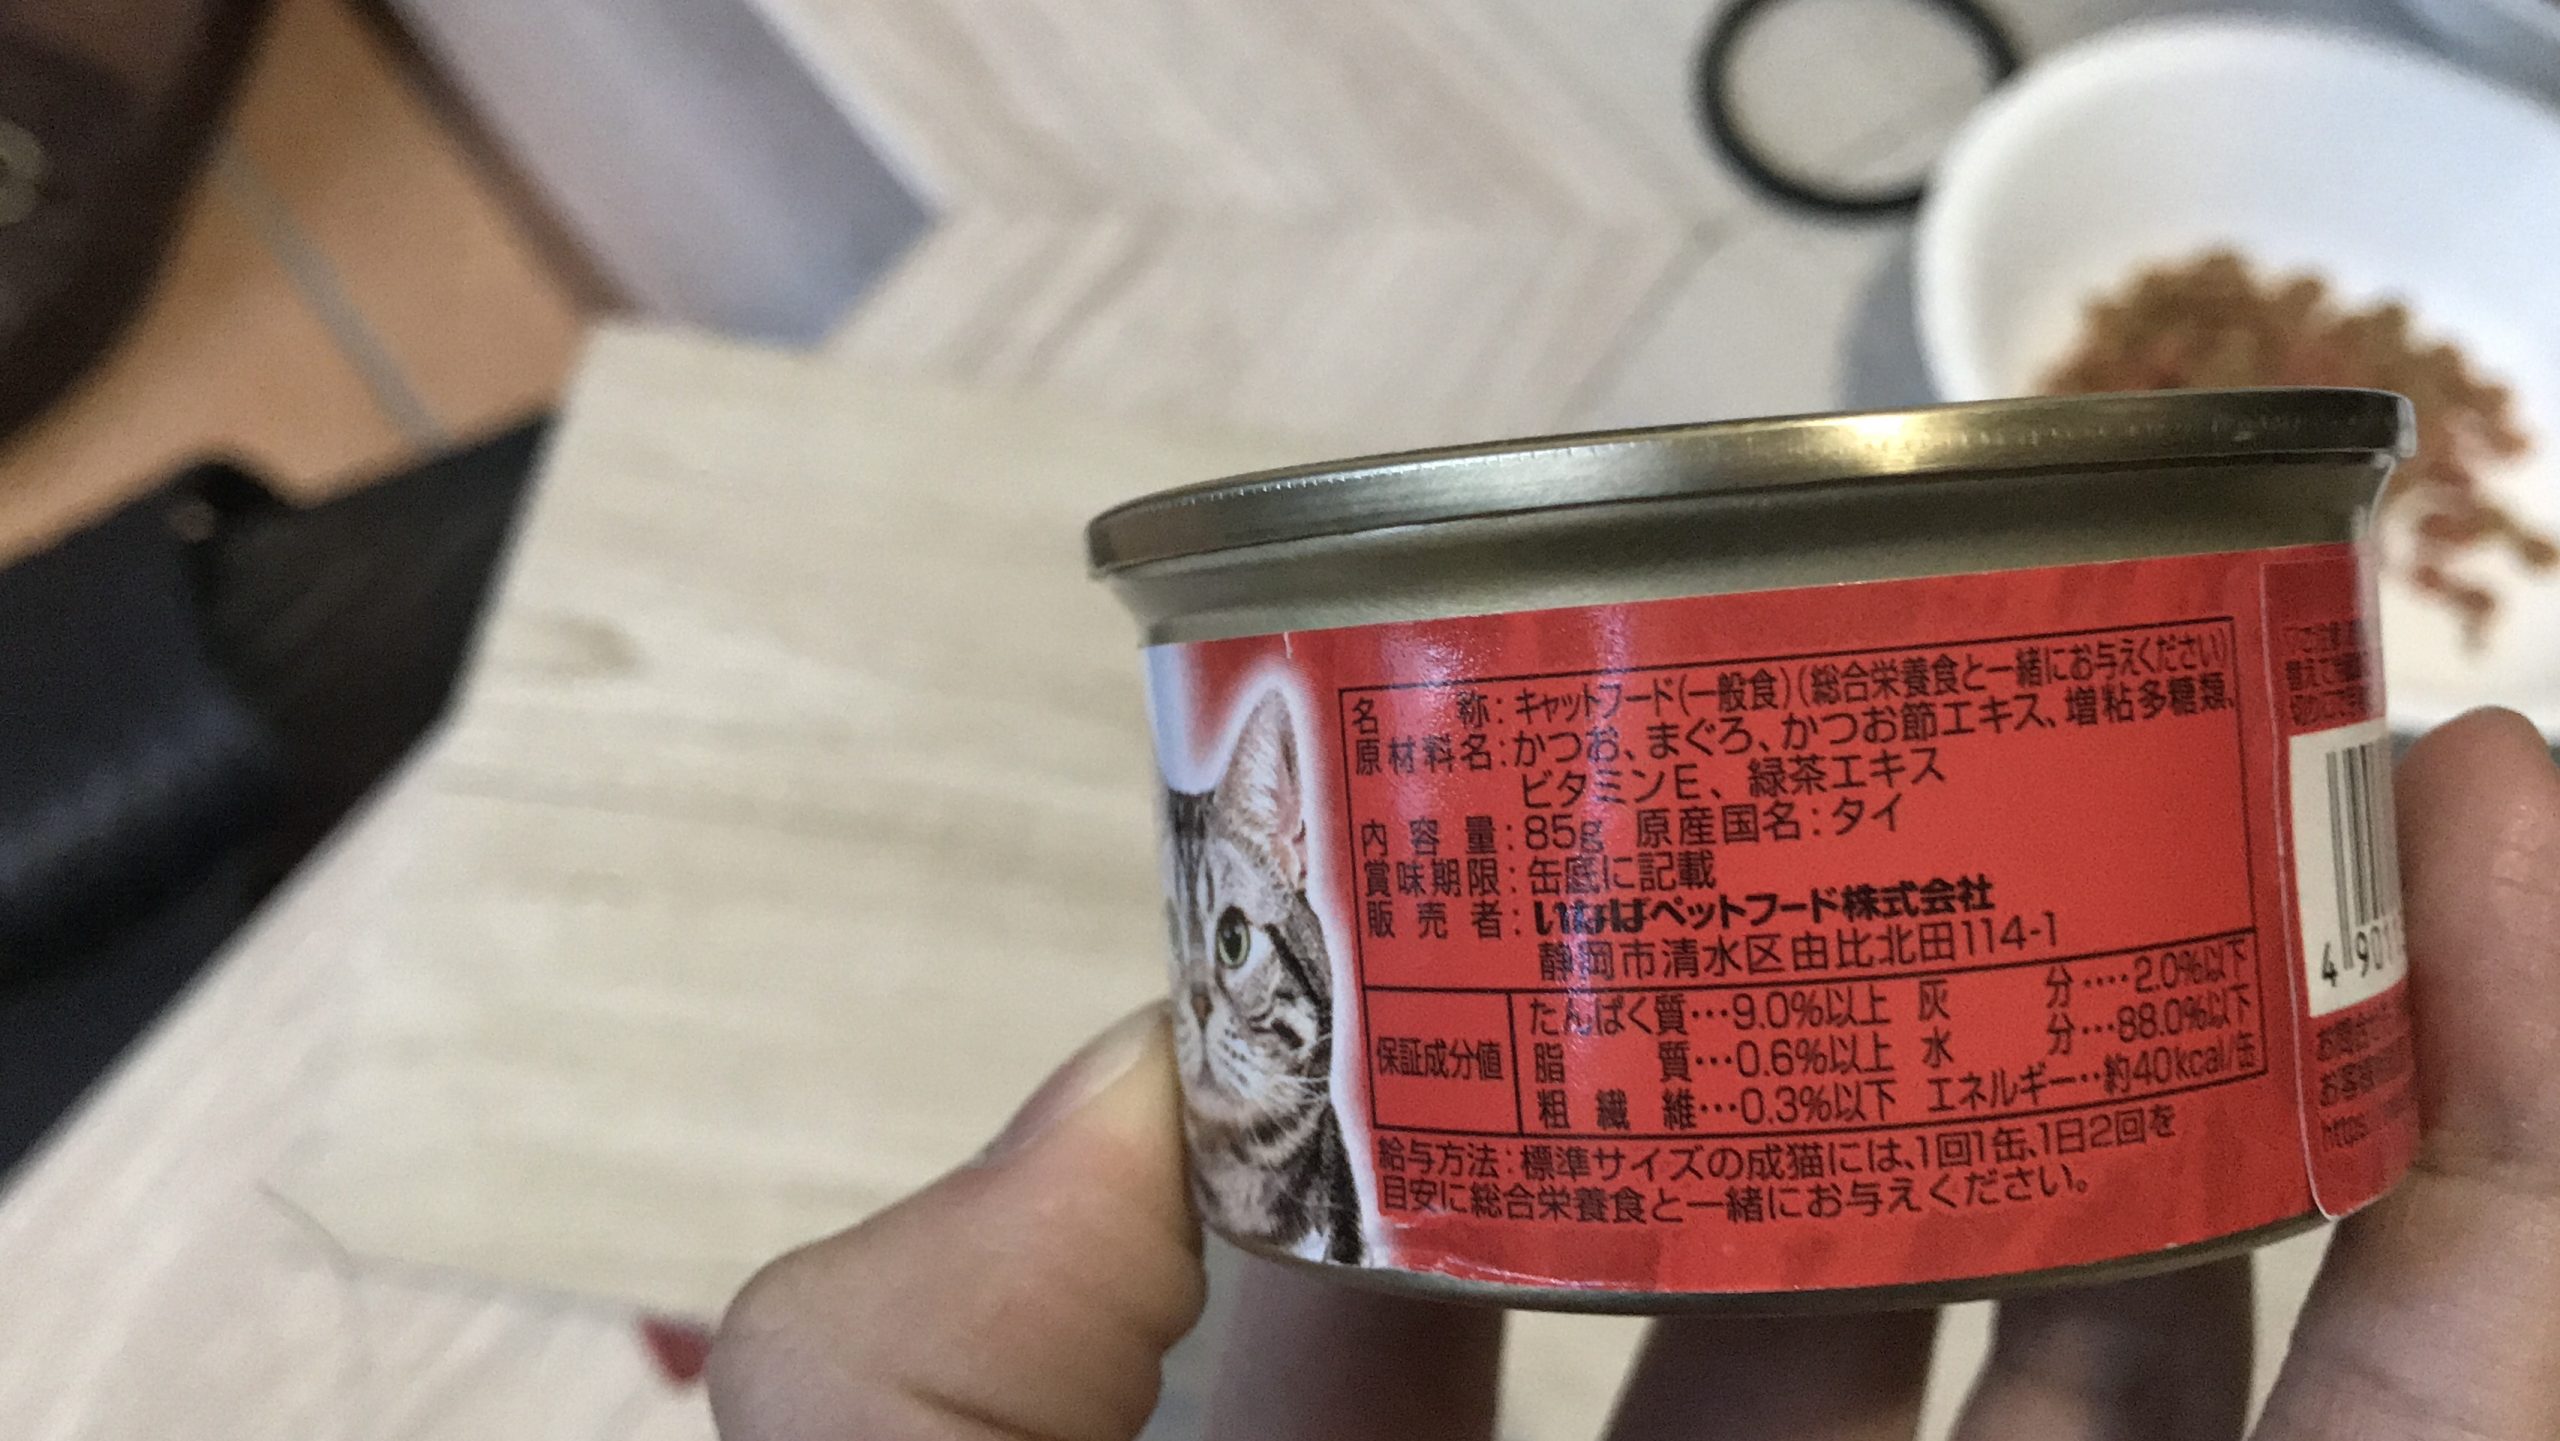 名　　称：キャットフード（一般食）（総合栄養食と一緒にお与えください）
原材料名：かつお、まぐろ、かつお節エキス、増粘多糖類、
ビタミンE、緑茶エキス
内容量：85g 原産国名：タイ
賞味期限：缶底に記載
販売者：いなばペットフード株式会社
静岡市清水区由比北田114-1
保証成分値
たんぱく質…9.0%以上 灰　分‥‥2.0%以下
脂　質…0.6%以上 水　分…88.0%以下
粗繊維…0.3%以下 エネルギー‥約40kcal/缶
給与方法：標準サイズの成猫には、1回1缶、1日2回を
目安に総合栄養食と一緒にお与えください。
4 901